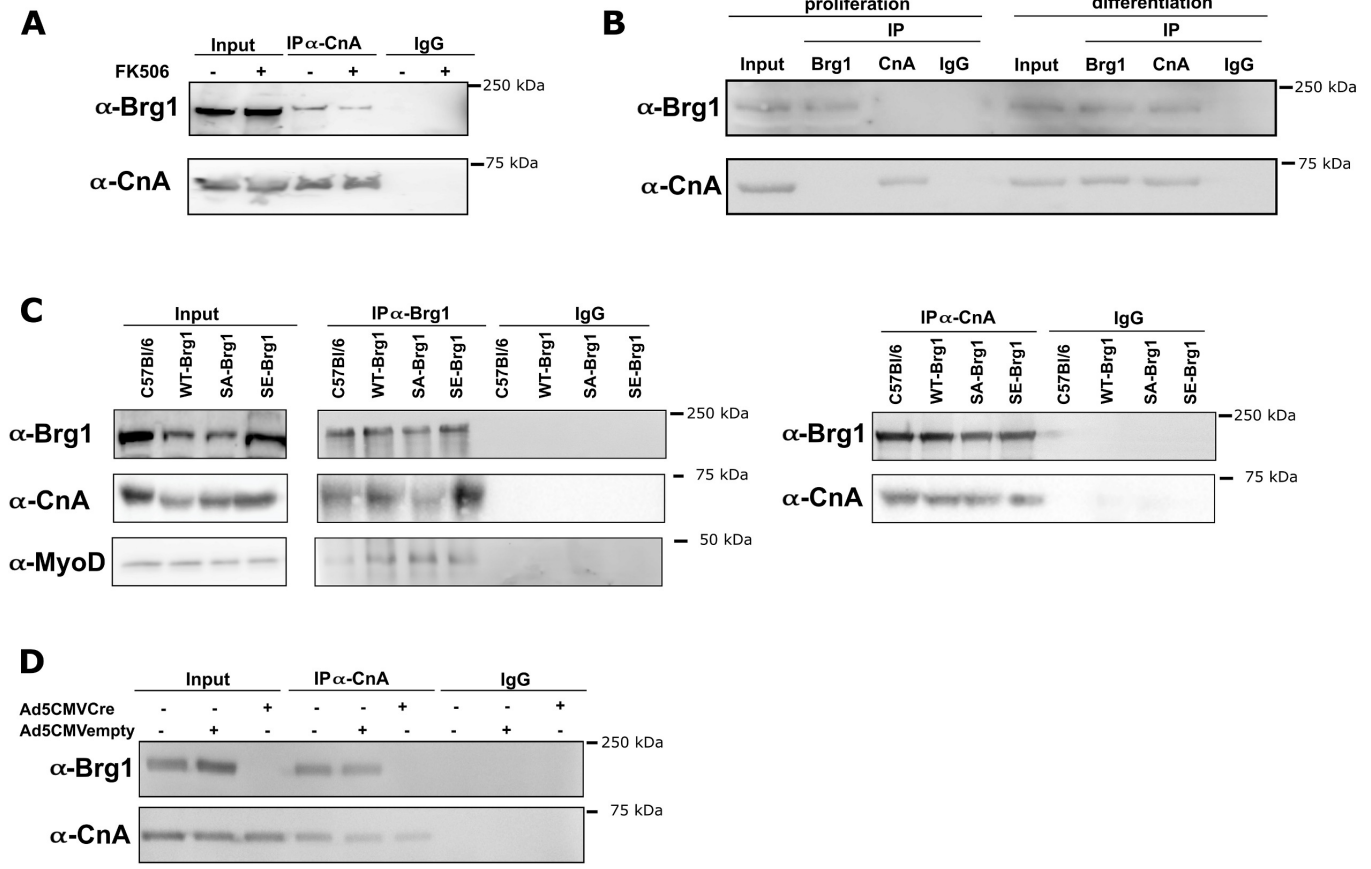 A
Input IPα-CnA IgG
FK506 - + - + - +
250 kDa
α-Brg1
75 kDa
α-CnA
B
proliferation differentiation
IP IP
Input Brg1 CnA IgG Input Brg1 CnA IgG
250 kDa
α-Brg1
75 kDa
α-CnA
C
Input IPα-Brg1 IgG
C57Bl/6 WT-Brg1 SA-Brg1 SE-Brg1 C57Bl/6 WT-Brg1 SA-Brg1 SE-Brg1 C57Bl/6 WT-Brg1 SA-Brg1 SE-Brg1
250 kDa
α-Brg1
75 kDa
α-CnA
50 kDa
α-MyoD
IPα-CnA IgG
C57Bl/6 WT-Brg1 SA-Brg1 SE-Brg1 C57Bl/6 WT-Brg1 SA-Brg1 SE-Brg1
250 kDa
α-Brg1
75 kDa
α-CnA
D
Input IPα-CnA IgG
Ad5CMVCre - - + - - + - - +
Ad5CMVempty - + - - + - - + -
250 kDa
α-Brg1
75 kDa
α-CnA